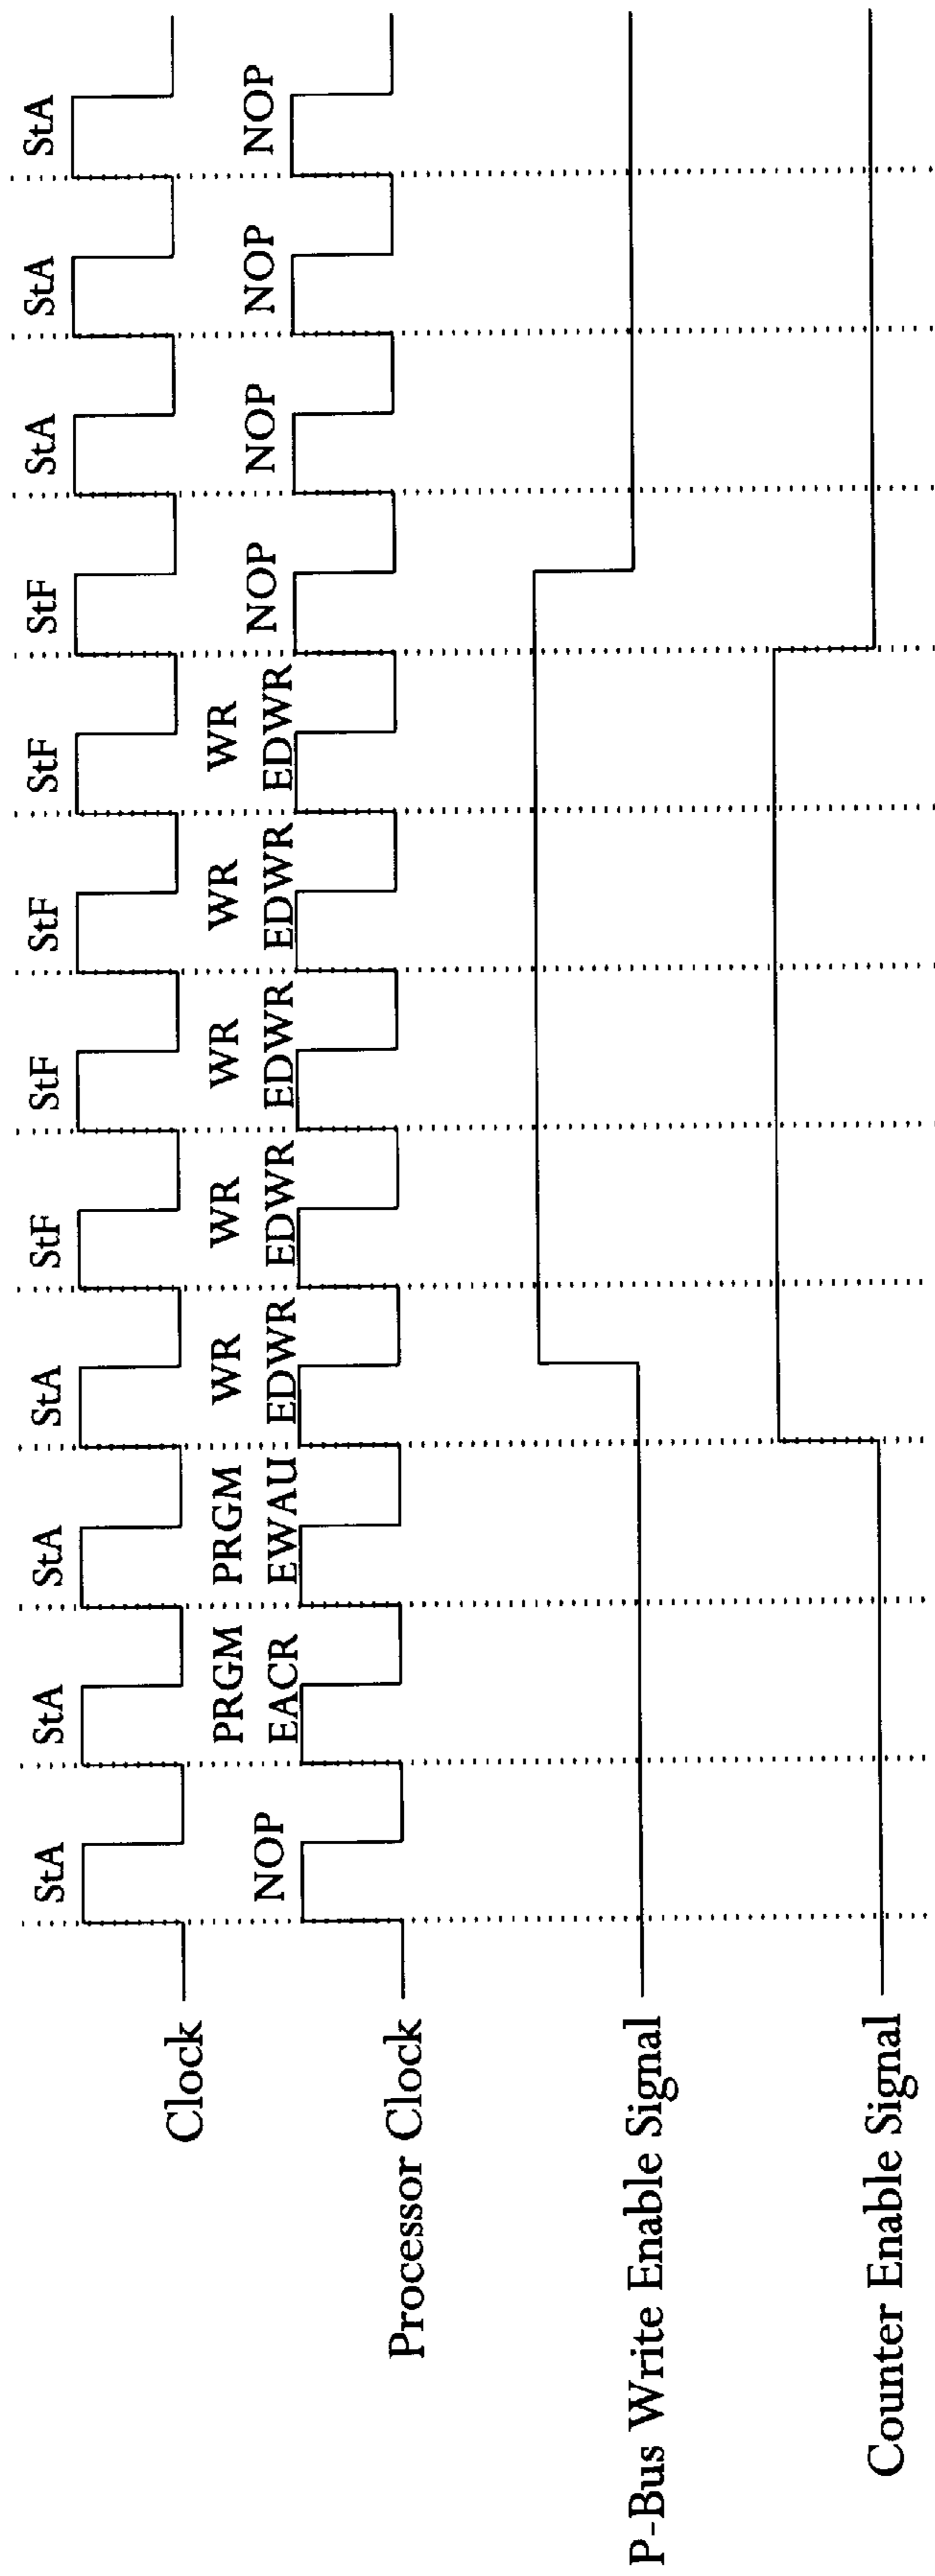 StA StA StA StA StF StF StF StF StF StA StA StA
Clock
PRGM PRGM WR WR WR WR WR
NOP EACR EWAU EDWR EDWR EDWR EDWR EDWR NOP NOP NOP NOP
Processor Clock
P-Bus Write Enable Signal
Counter Enable Signal